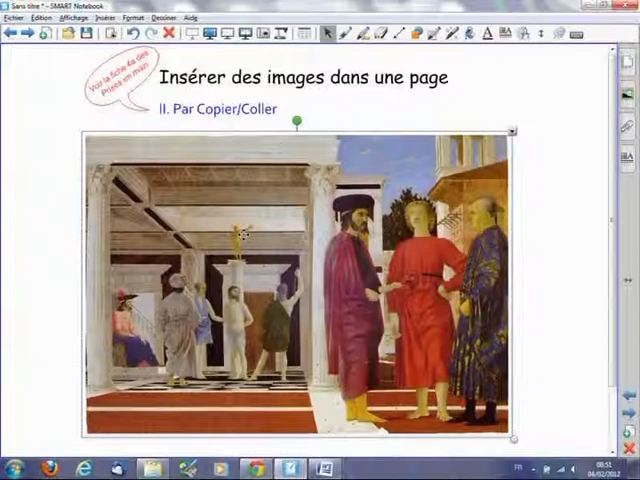 Sans titre * - SMART Notebook
Fichier Édition Affichage Insérer Format Dessiner Aide
Voir la fiche 4a des
Prises en main
Insérer des images dans une page
II. Par Copier/Coller
FR
08:51
04/02/2012